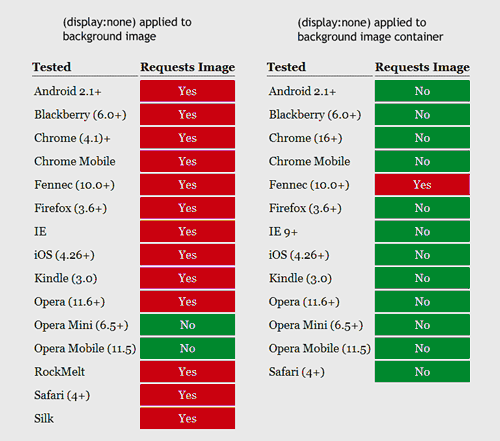 (display:none) applied to
background image
Tested Requests Image
Android 2.1+ Yes
Blackberry (6.0+) Yes
Chrome (4.1)+ Yes
Chrome Mobile Yes
Fennec (10.0+) Yes
Firefox (3.6+) Yes
IE Yes
iOS (4.26+) Yes
Kindle (3.0) Yes
Opera (11.6+) Yes
Opera Mini (6.5+) No
Opera Mobile (11.5) No
RockMelt Yes
Safari (4+) Yes
Silk Yes
(display:none) applied to
background image container
Tested Requests Image
Android 2.1+ No
Blackberry (6.0+) No
Chrome (16+) No
Chrome Mobile No
Fennec (10.0+) Yes
Firefox (3.6+) No
IE 9+ No
iOS (4.26+) No
Kindle (3.0) No
Opera (11.6+) No
Opera Mini (6.5+) No
Opera Mobile (11.5) No
Safari (4+) No